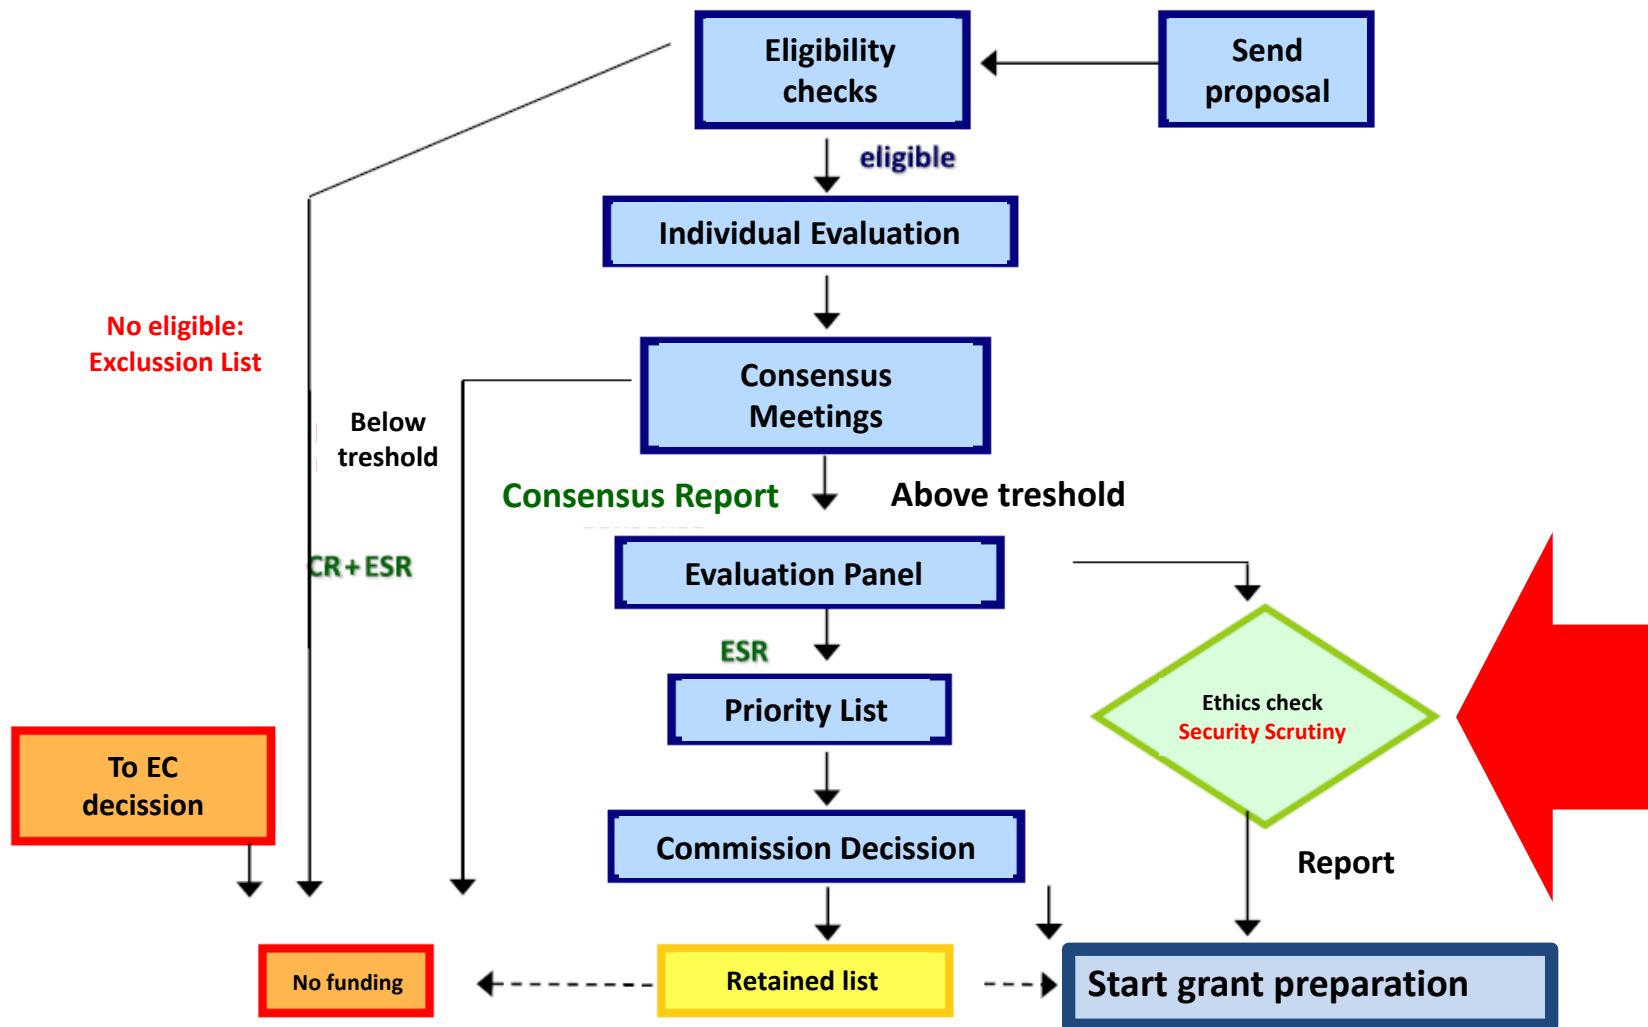 Eligibility
checks
Send
proposal
eligible
Individual Evaluation
No eligible:
Exclussion List
Consensus
Meetings
Below
treshold
Consensus Report
Above treshold
CR + ESR
Evaluation Panel
ESR
Priority List
Ethics check
Security Scrutiny
To EC
decission
Commission Decission
Report
No funding
Retained list
Start grant preparation